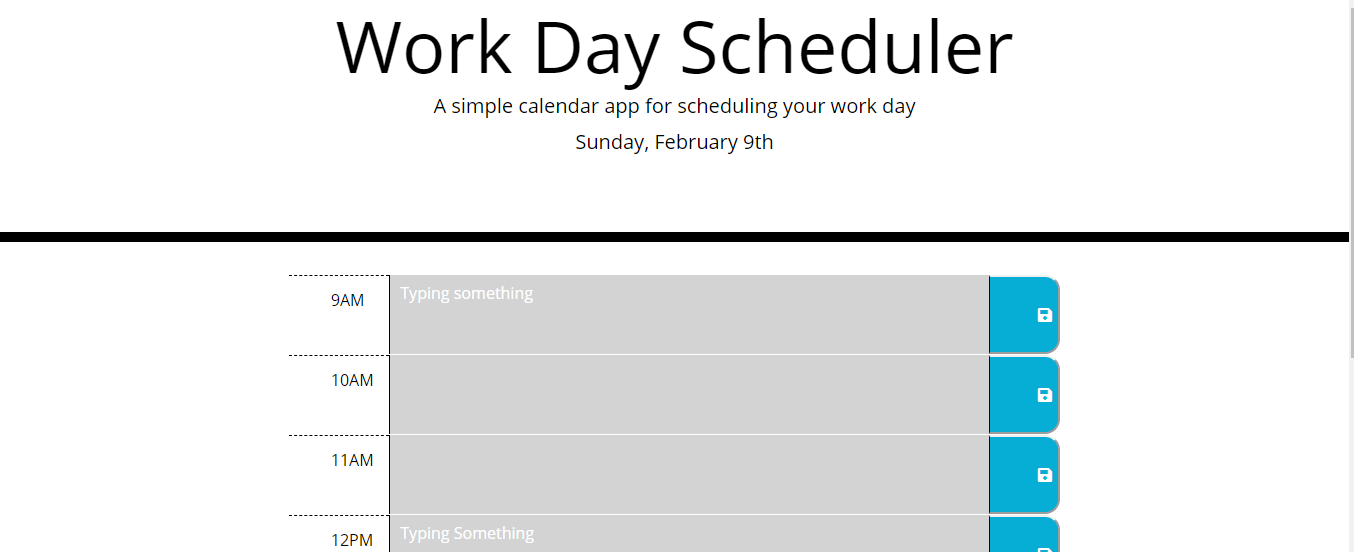 Work Day Scheduler
A simple calendar app for scheduling your work day
Sunday, February 9th
9AM
Typing something
10AM
11AM
12PM
Typing Something